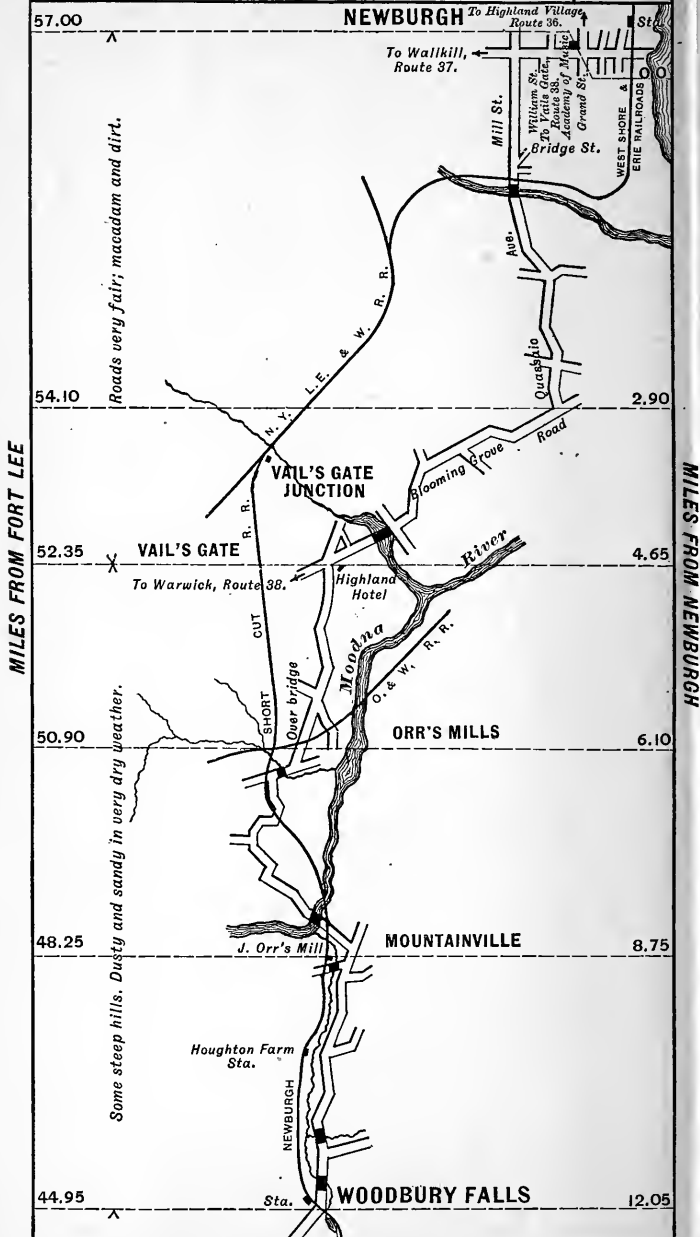 57.00
NEWBURGH
To Highland Village,
Route 36.
Sta.
To Wallkill,
Route 37.
0.0
Mill St.
William St.
To Vails Gate,
Route 38.
Academy of Music
Grand St.
Bridge St.
WEST SHORE &
ERIE RAILROADS
Roads very fair; macadam and dirt.
Ave.
Quassaio
N. Y. L.E. & W. R. R.
54.10
2.90
Blooming Grove Road
VAIL'S GATE
JUNCTION
MILES FROM FORT LEE
MILES FROM NEWBURGH
VAIL'S GATE
52.35
4.65
To Warwick, Route 38.
Highland
Hotel
Moodna River
O. & W. R. R.
Over bridge
NEWBURGH SHORT CUT R. R.
50.90
ORR'S MILLS
6.10
Some steep hills. Dusty and sandy in very dry weather.
48.25
J. Orr's Mill
MOUNTAINVILLE
8.75
Houghton Farm
Sta.
44.95
Sta.
WOODBURY FALLS
12.05